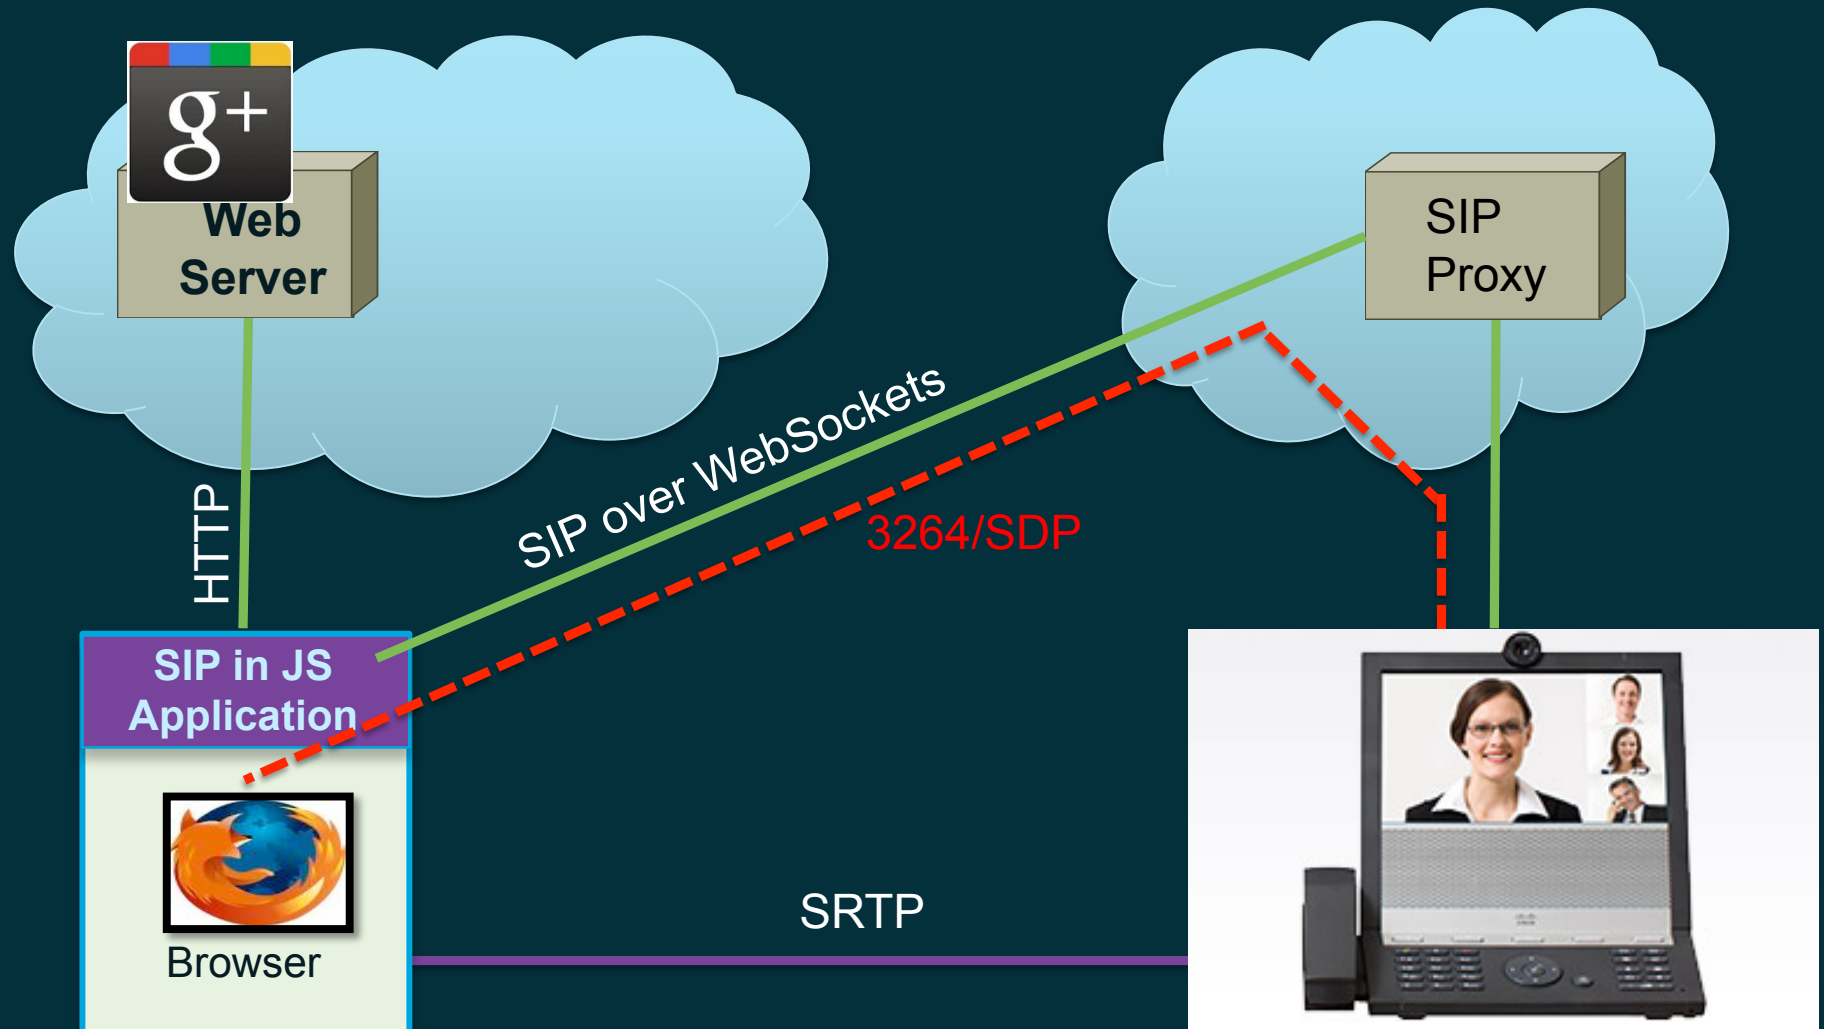 g+
Web
Server
SIP
Proxy
SIP over WebSockets
3264/SDP
HTTP
SIP in JS
Application
Browser
SRTP